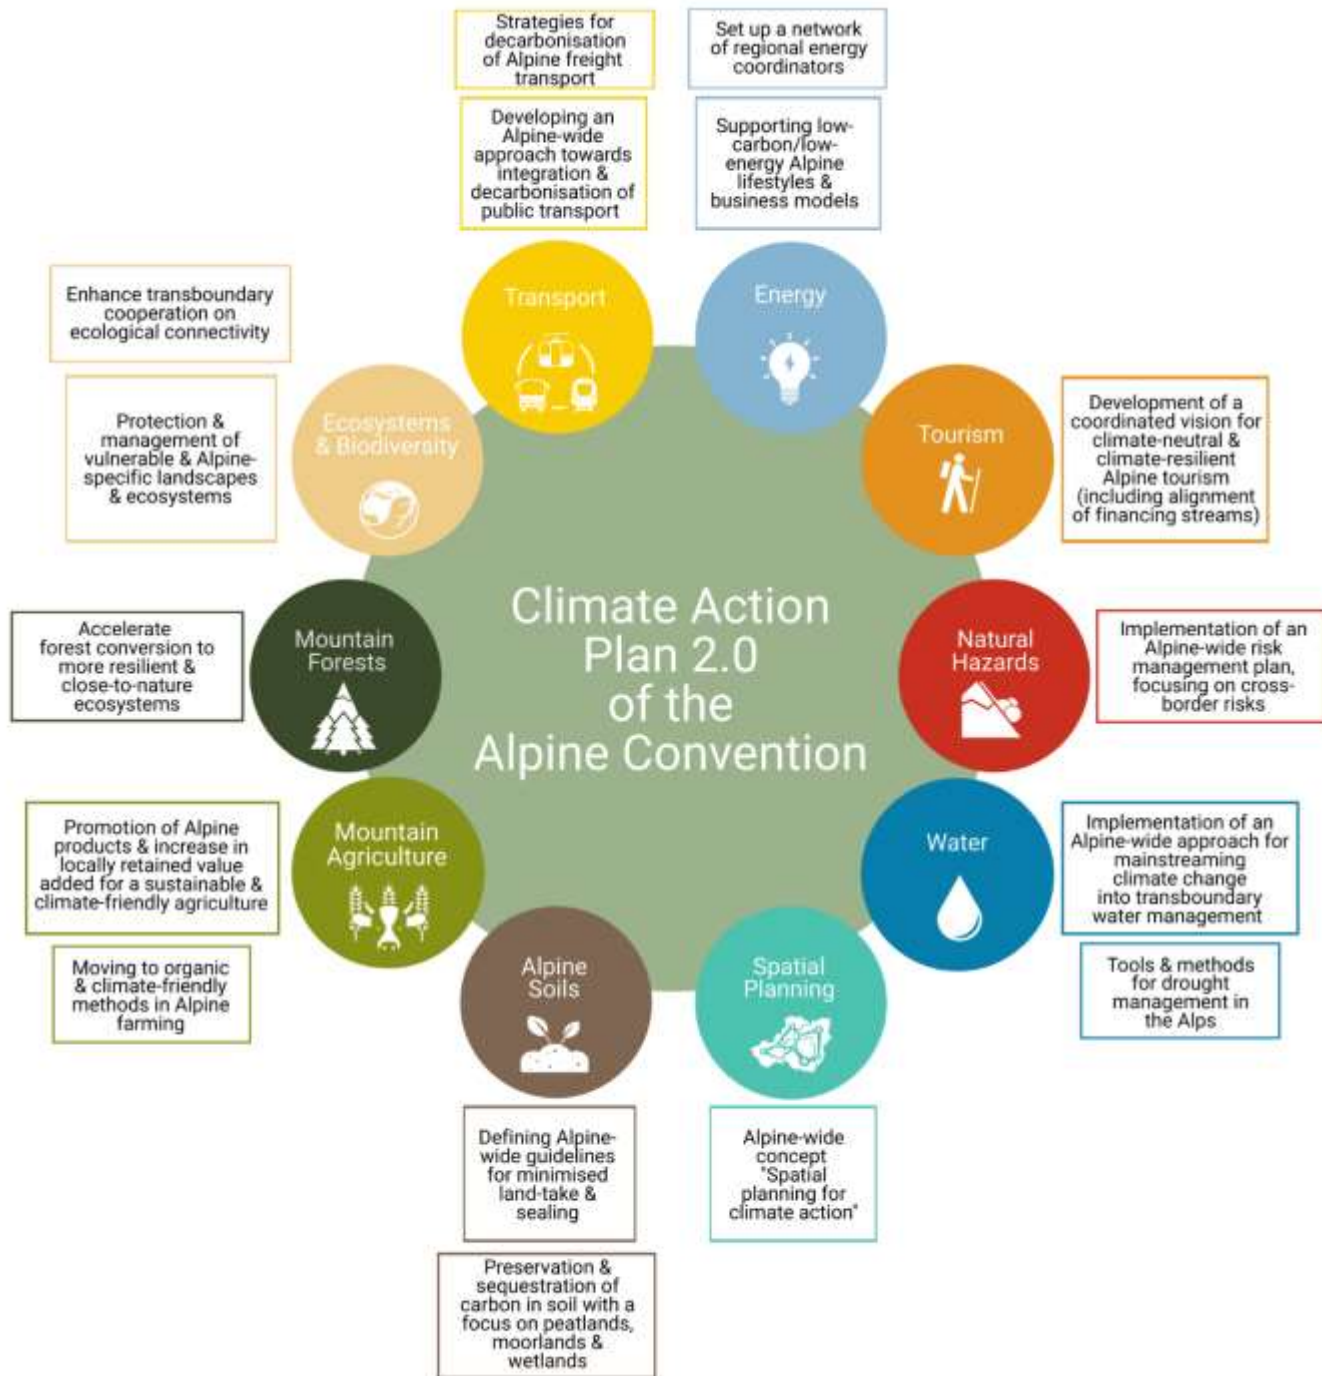 Strategies for
decarbonisation
of Alpine freight
transport
Developing an
Alpine-wide
approach towards
integration &
decarbonisation of
public transport
Transport
Set up a network
of regional energy
coordinators
Supporting low-
carbon/low-
energy Alpine
lifestyles &
business models
Energy
Enhance transboundary
cooperation on
ecological connectivity
Protection &
management of
vulnerable & Alpine-
specific landscapes
& ecosystems
Ecosystems
& Biodiversity
Tourism
Development of a
coordinated vision for
climate-neutral &
climate-resilient
Alpine tourism
(including alignment
of financing streams)
Accelerate
forest conversion to
more resilient &
close-to-nature
ecosystems
Mountain
Forests
Climate Action
Plan 2.0
of the
Alpine Convention
Natural
Hazards
Implementation of an
Alpine-wide risk
management plan,
focusing on cross-
border risks
Promotion of Alpine
products & increase in
locally retained value
added for a sustainable &
climate-friendly agriculture
Moving to organic
& climate-friendly
methods in Alpine
farming
Mountain
Agriculture
Water
Implementation of an
Alpine-wide approach for
mainstreaming
climate change
into transboundary
water management
Tools & methods
for drought
management in
the Alps
Alpine
Soils
Defining Alpine-
wide guidelines
for minimised
land-take &
sealing
Preservation &
sequestration of
carbon in soil with a
focus on peatlands,
moorlands &
wetlands
Spatial
Planning
Alpine-wide
concept
"Spatial
planning for
climate action"